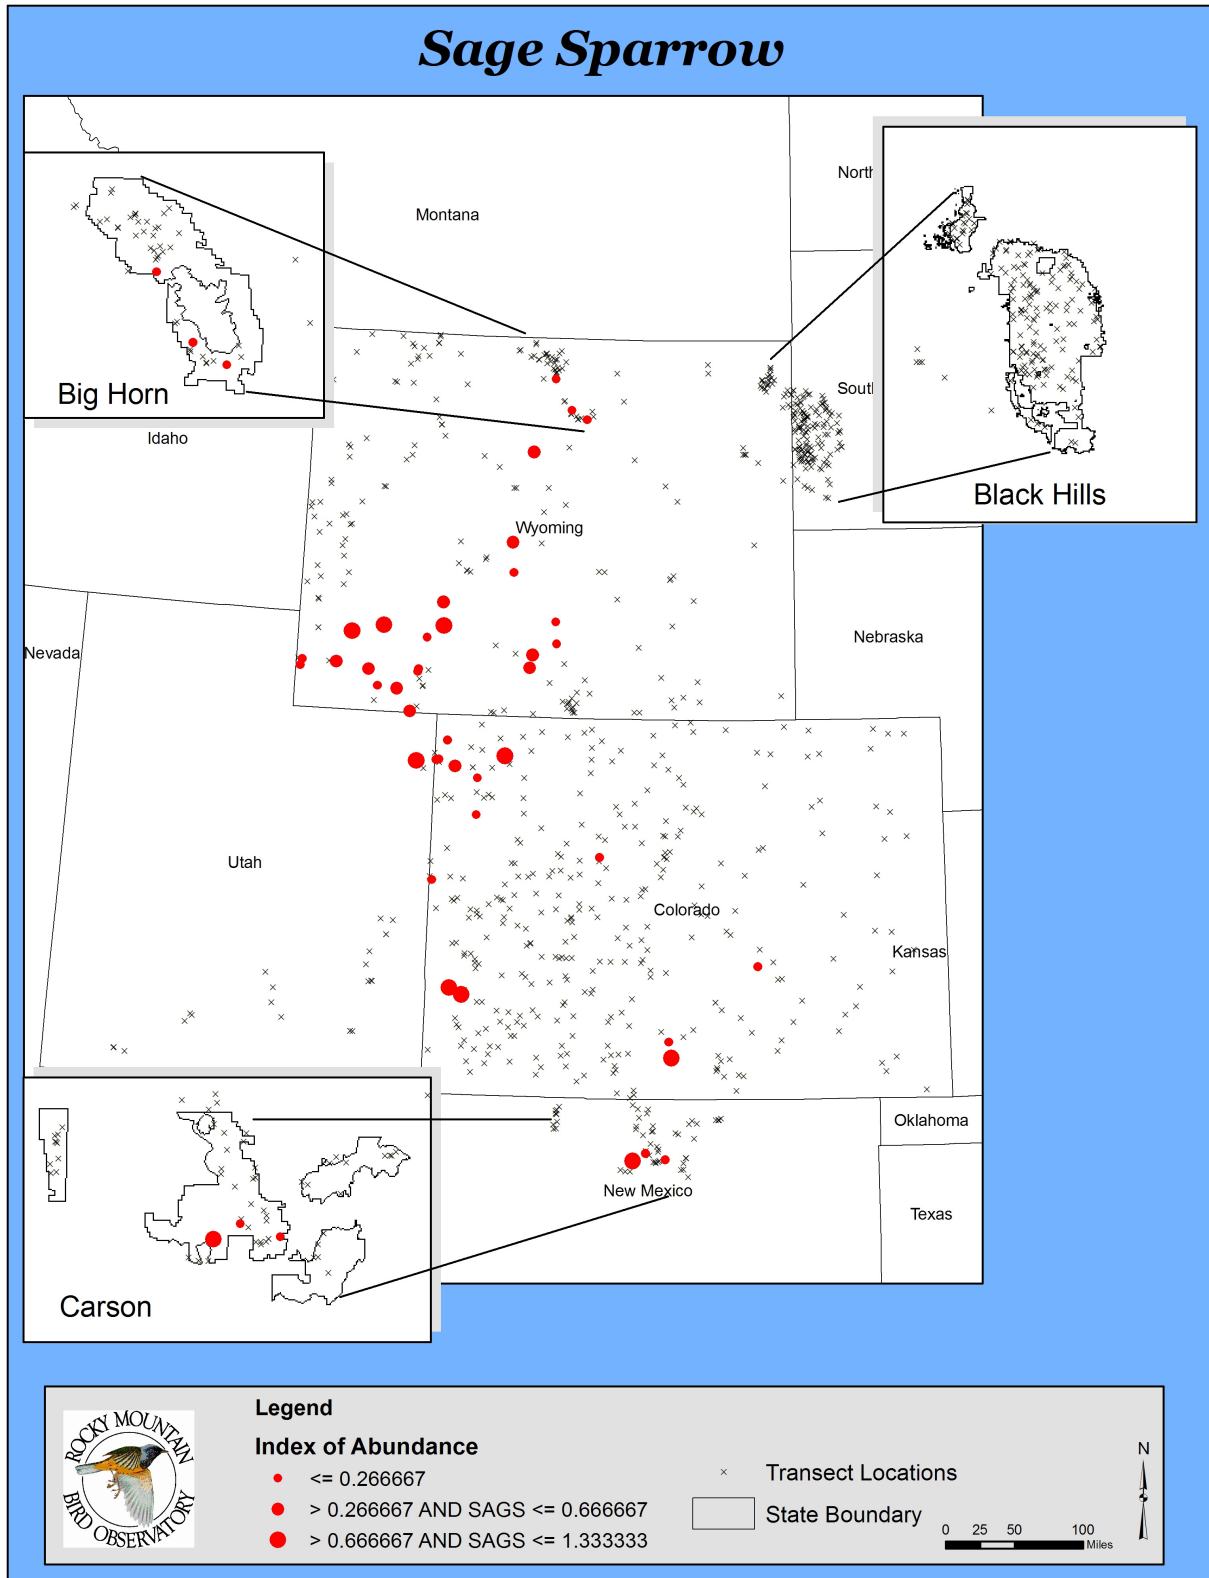 Sage Sparrow
Montana
North
South
Big Horn
Idaho
Black Hills
Wyoming
Nevada
Nebraska
Utah
Colorado
Kansas
Oklahoma
New Mexico
Texas
Carson
ROCKY MOUNTAIN
BIRD OBSERVATORY
Legend
Index of Abundance
<= 0.266667
> 0.266667 AND SAGS <= 0.666667
> 0.666667 AND SAGS <= 1.333333
Transect Locations
State Boundary
N
0 25 50 100
Miles